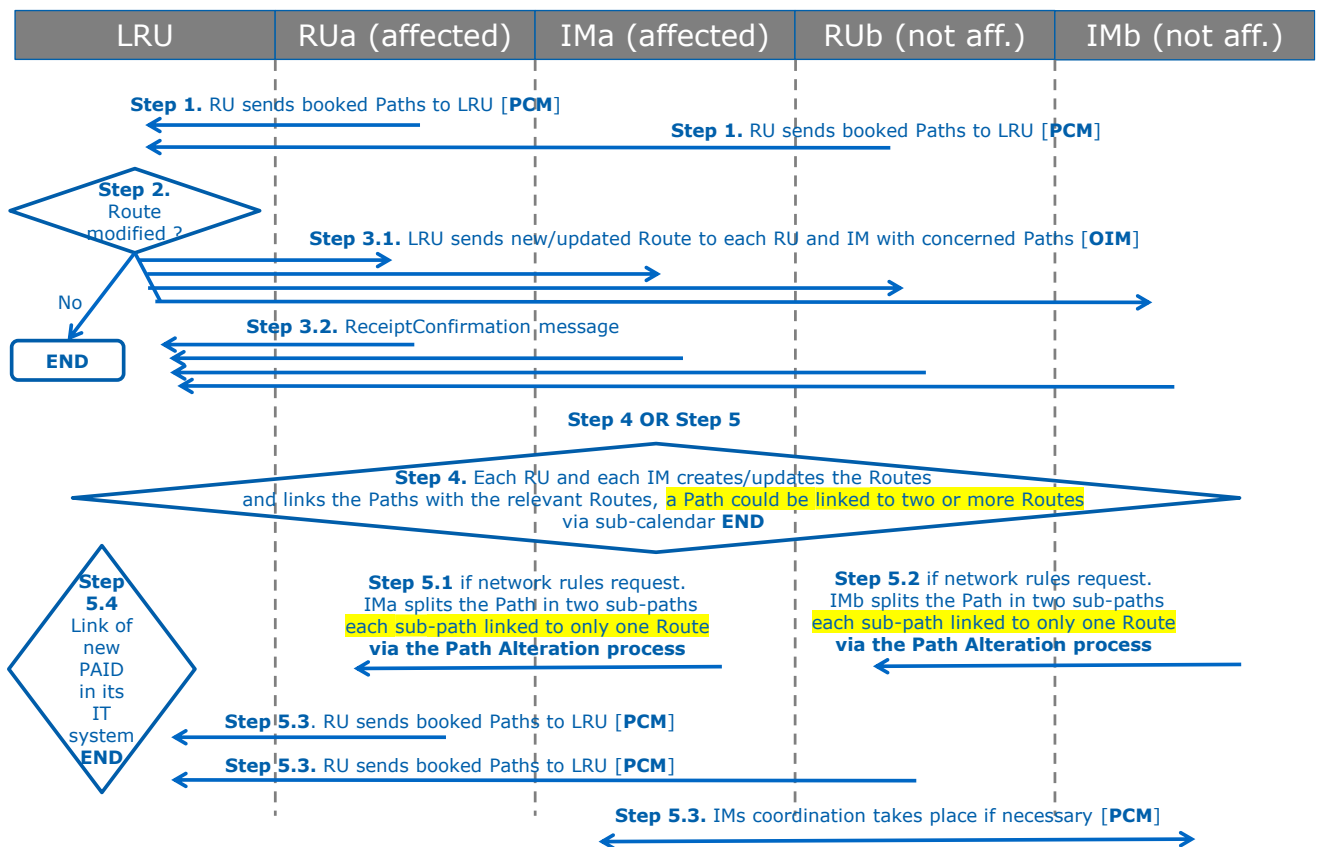 LRU
RUa (affected)
IMa (affected)
RUb (not aff.)
IMb (not aff.)
Step 1. RU sends booked Paths to LRU [PCM]
Step 1. RU sends booked Paths to LRU [PCM]
Step 2.
Route
modified ?
Step 3.1. LRU sends new/updated Route to each RU and IM with concerned Paths [OIM]
No
Step 3.2. ReceiptConfirmation message
END
Step 4 OR Step 5
Step 4. Each RU and each IM creates/updates the Routes
and links the Paths with the relevant Routes, a Path could be linked to two or more Routes
via sub-calendar END
Step
5.4
Link of
new
PAID
in its
IT
system
END
Step 5.1 if network rules request.
IMa splits the Path in two sub-paths
each sub-path linked to only one Route
via the Path Alteration process
Step 5.2 if network rules request.
IMb splits the Path in two sub-paths
each sub-path linked to only one Route
via the Path Alteration process
Step 5.3. RU sends booked Paths to LRU [PCM]
Step 5.3. RU sends booked Paths to LRU [PCM]
Step 5.3. IMs coordination takes place if necessary [PCM]